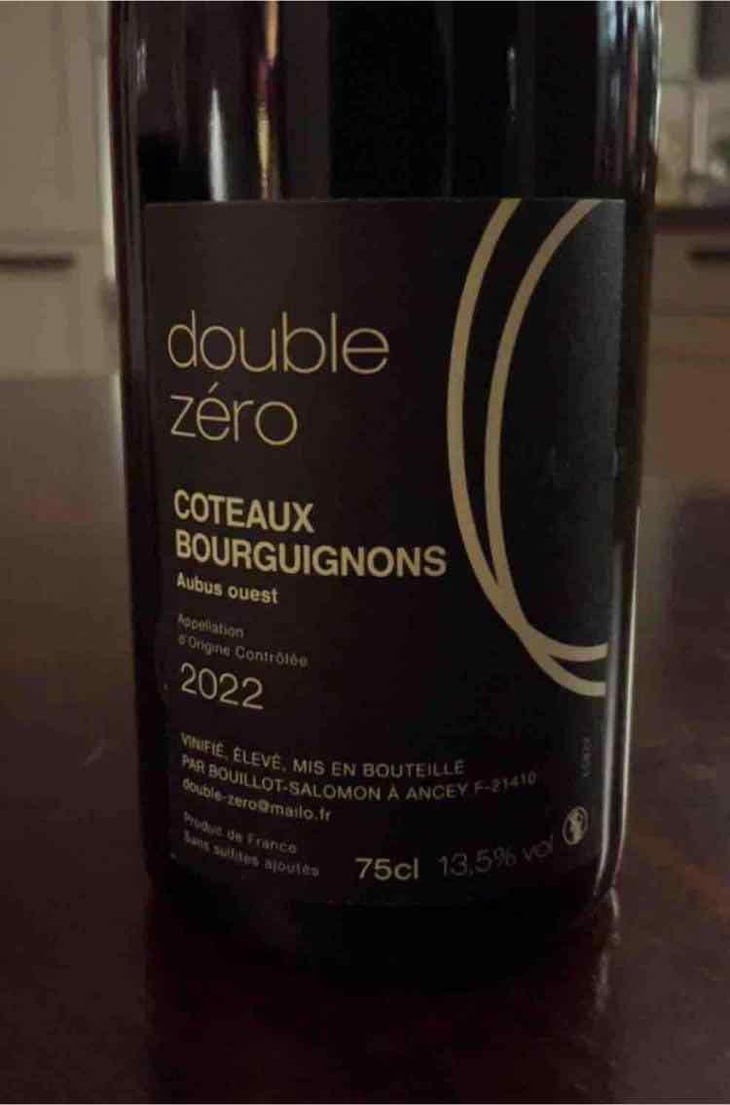 double
zéro
COTEAUX
BOURGUIGNONS
Aubus ouest
Appellation
d'Origine Contrôlée
2022
VINIFIÉ, ÉLEVÉ, MIS EN BOUTEILLE
PAR BOUILLOT-SALOMON À ANCEY F-21410
double-zero@mailo.fr
Produit de France
Sans sulfites ajoutés
75cl 13,5% vol